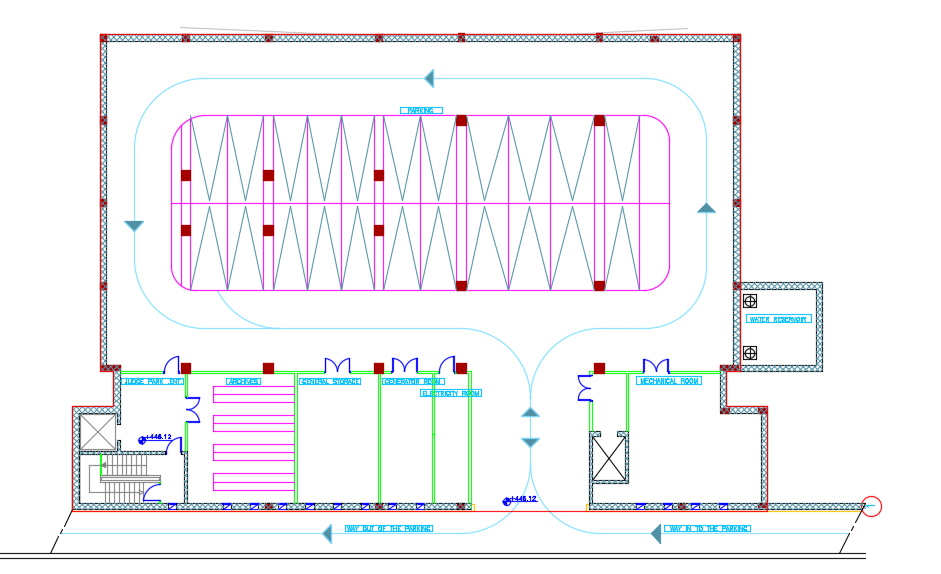 PARKING
WATER RESERVOIR
JUDGE PARK ENT.
ARCHIVES
GENERAL STORAGE
GENERATOR ROOM
MECHANICAL ROOM
ELECTRICITY ROOM
+446.12
+446.12
WAY OUT OF THE PARKING
WAY IN TO THE PARKING
1